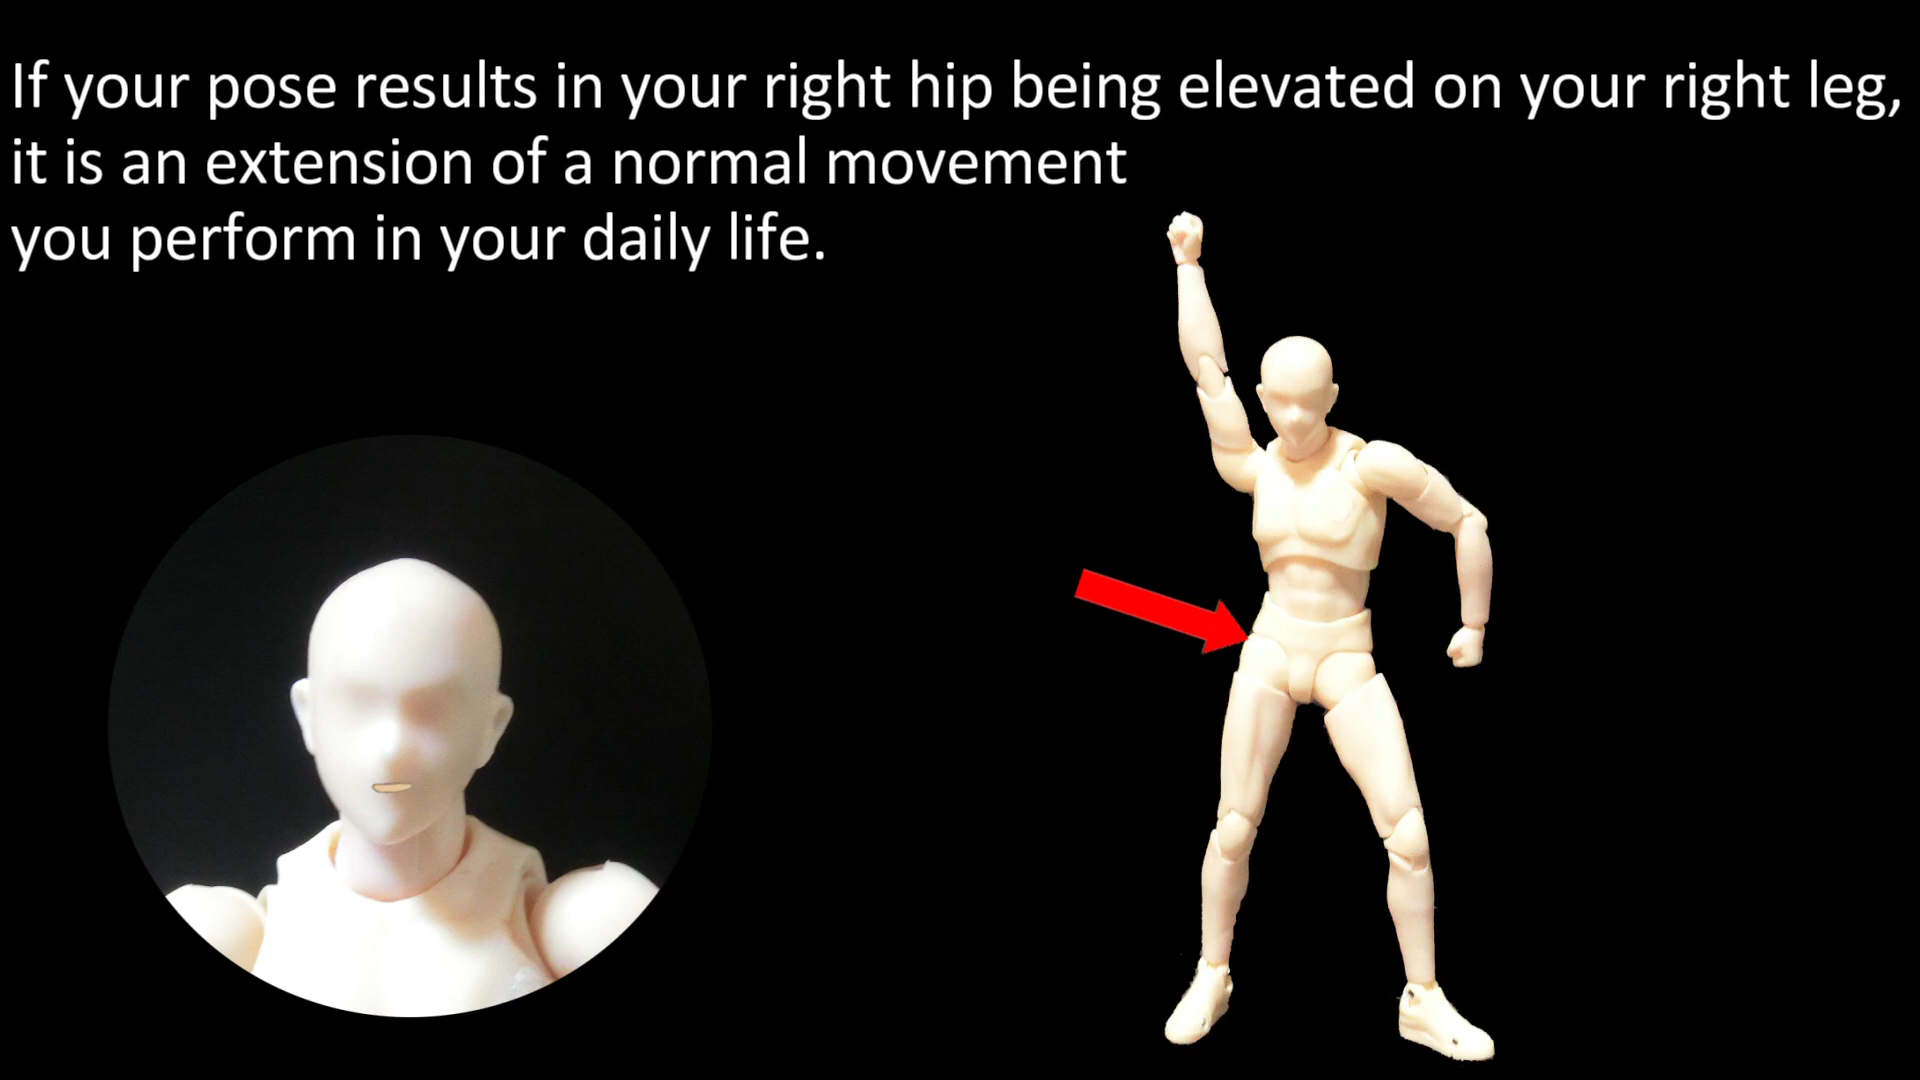 If your pose results in your right hip being elevated on your right leg,
it is an extension of a normal movement
you perform in your daily life.